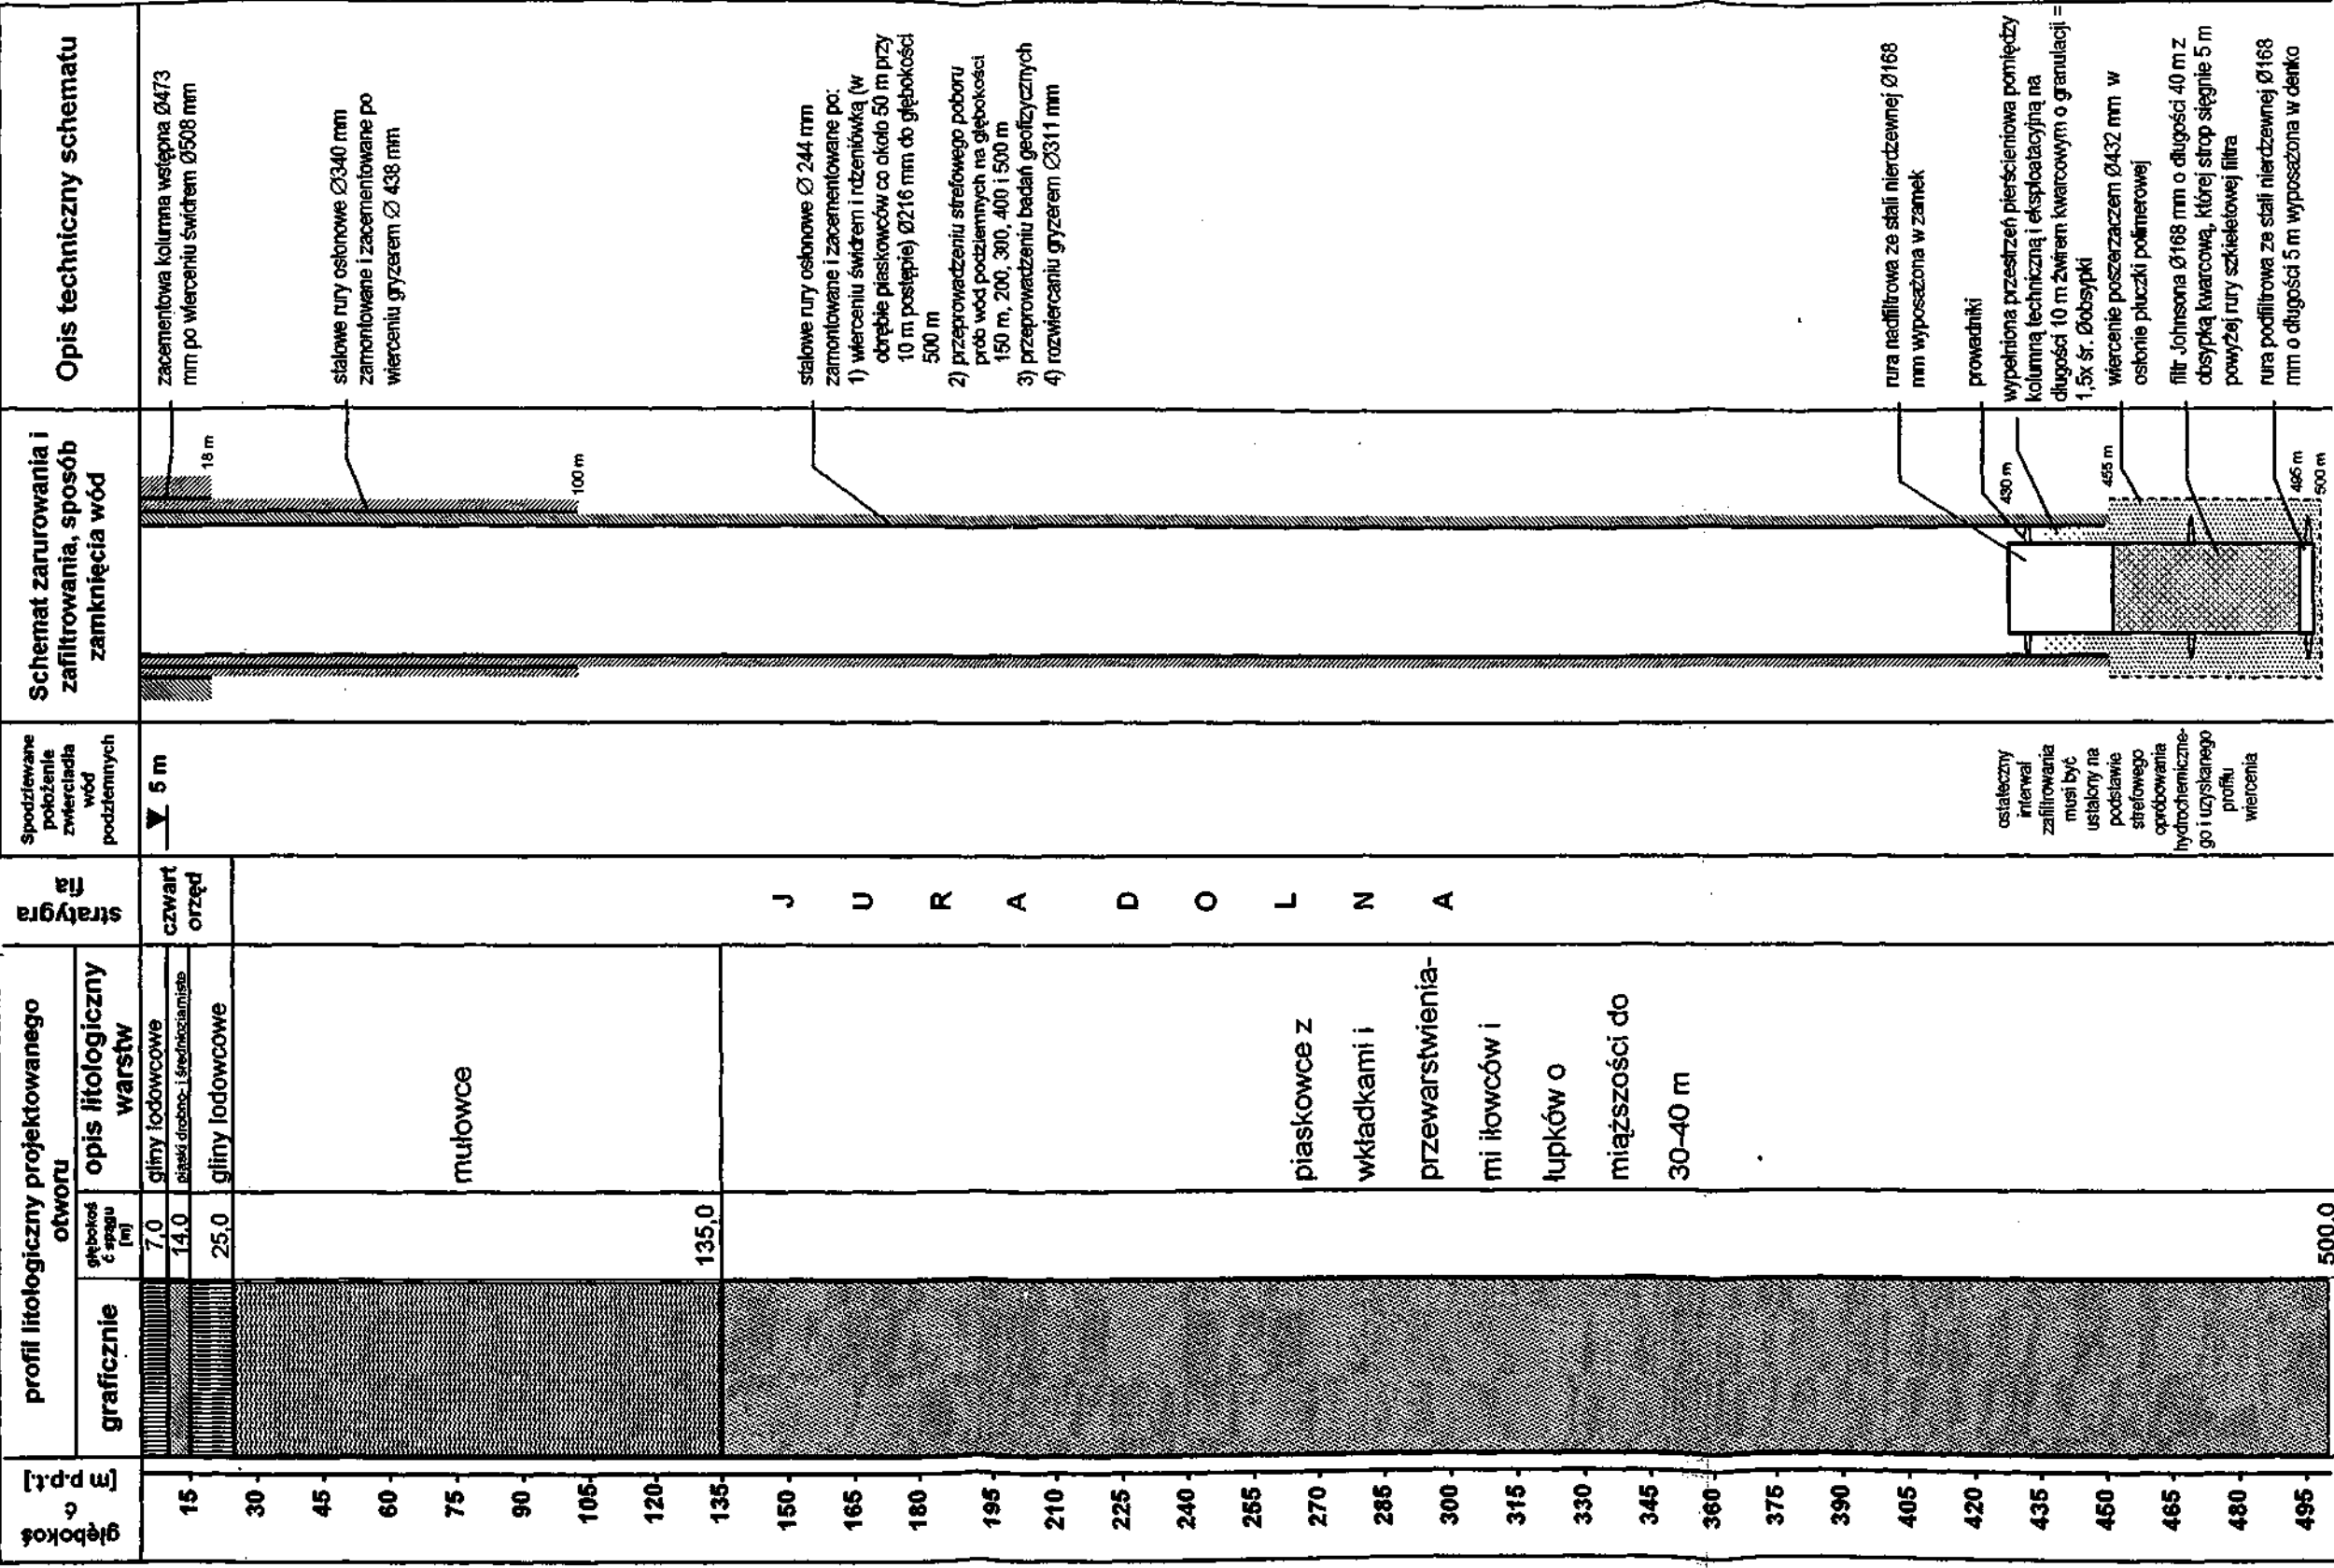 głębokoś
ć
[m p.p.t.]
profil litologiczny projektowanego
otworu
graficznie
głębokoś
ć spągu
[m]
opis litologiczny
warstw
stratygra
fia
Spodziewane
położenie
zwierciadła
wód
podziemnych
Schemat zarurowania i
zafiltrowania, sposób
zamknięcia wód
Opis techniczny schematu
15
30
45
60
75
90
105
120
135
150
165
180
195
210
225
240
255
270
285
300
315
330
345
360
375
390
405
420
435
450
465
480
495
7,0
14,0
25,0
135,0
500,0
gliny lodowcowe
piaski drobno- i średnioziarniste
gliny lodowcowe
mułowce
piaskowce z
wkładkami i
przewarstwienia-
mi iłowców i
łupków o
miąższości do
30-40 m
czwart
orzęd
J
U
R
A
D
O
L
N
A
5 m
ostateczny
interwał
zafiltrowania
musi być
ustalony na
podstawie
strefowego
opróbowania
hydrochemiczne-
go i uzyskanego
profilu
wiercenia
18 m
100 m
430 m
455 m
495 m
500 m
zacementowa kolumna wstępna Ø473
mm po wierceniu świdrem Ø508 mm
stalowe rury osłonowe Ø340 mm
zamontowane i zacementowane po
wierceniu gryzerem Ø 438 mm
stalowe rury osłonowe Ø 244 mm
zamontowane i zacementowane po:
1) wierceniu świdrem i rdzeniówką (w
obrębie piaskowców co około 50 m przy
10 m postępie) Ø216 mm do głębokości
500 m
2) przeprowadzeniu strefowego poboru
prób wód podziemnych na głębokości
150 m, 200, 300, 400 i 500 m
3) przeprowadzeniu badań geofizycznych
4) rozwiercaniu gryzerem Ø311 mm
rura nadfiltrowa ze stali nierdzewnej Ø168
mm wyposażona w zamek
prowadniki
wypełniona przestrzeń pierścieniowa pomiędzy
kolumną techniczną i eksploatacyjną na
długości 10 m żwirem kwarcowym o granulacji =
1,5x śr. Øobsypki
wiercenie poszerzaczem Ø432 mm w
osłonie płuczki polimerowej
filtr Johnsona Ø168 mm o długości 40 m z
obsypką kwarcową, której strop sięgnie 5 m
powyżej rury szkieletowej filtra
rura podfiltrowa ze stali nierdzewnej Ø168
mm o długości 5 m wyposażona w denko